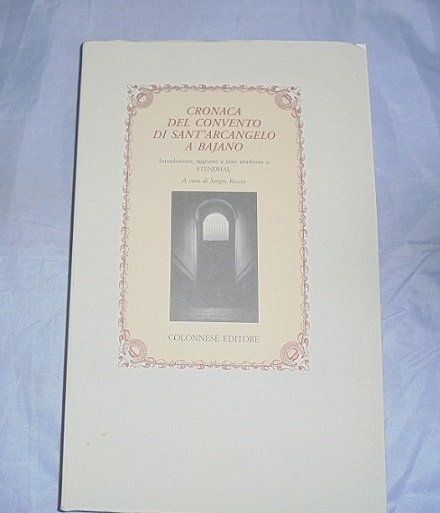 CRONACA
DEL CONVENTO
DI SANT'ARCANGELO
A BAJANO
Introduzione, aggiunte e note attribuite a
STENDHAL
A cura di Sergio Riccio
COLONNESE EDITORE